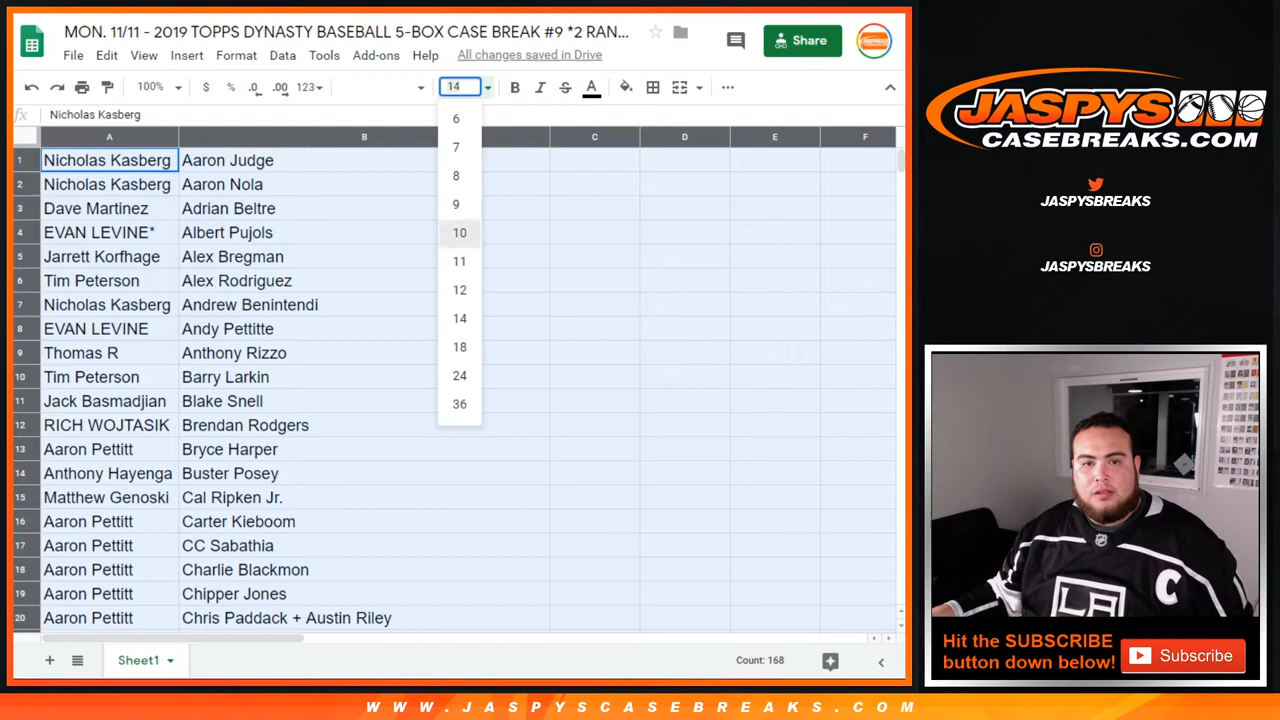 MON. 11/11 - 2019 TOPPS DYNASTY BASEBALL 5-BOX CASE BREAK #9 *2 RAN...
File Edit View Insert Format Data Tools Add-ons Help All changes saved in Drive
Share
100% $ % .0 .00 123 14 B I S A
fx Nicholas Kasberg
A B C D E F
1 Nicholas Kasberg Aaron Judge
2 Nicholas Kasberg Aaron Nola
3 Dave Martinez Adrian Beltre
4 EVAN LEVINE* Albert Pujols
5 Jarrett Korfhage Alex Bregman
6 Tim Peterson Alex Rodriguez
7 Nicholas Kasberg Andrew Benintendi
8 EVAN LEVINE Andy Pettitte
9 Thomas R Anthony Rizzo
10 Tim Peterson Barry Larkin
11 Jack Basmadjian Blake Snell
12 RICH WOJTASIK Brendan Rodgers
13 Aaron Pettitt Bryce Harper
14 Anthony Hayenga Buster Posey
15 Matthew Genoski Cal Ripken Jr.
16 Aaron Pettitt Carter Kieboom
17 Aaron Pettitt CC Sabathia
18 Aaron Pettitt Charlie Blackmon
19 Aaron Pettitt Chipper Jones
20 Aaron Pettitt Chris Paddack + Austin Riley
6
7
8
9
10
11
12
14
18
24
36
Sheet1 Count: 168
JASPYS
CASEBREAKS.COM
JASPYSBREAKS
JASPYSBREAKS
C
LA
Hit the SUBSCRIBE
button down below!
Subscribe
WWW.JASPYSCASEBREAKS.COM